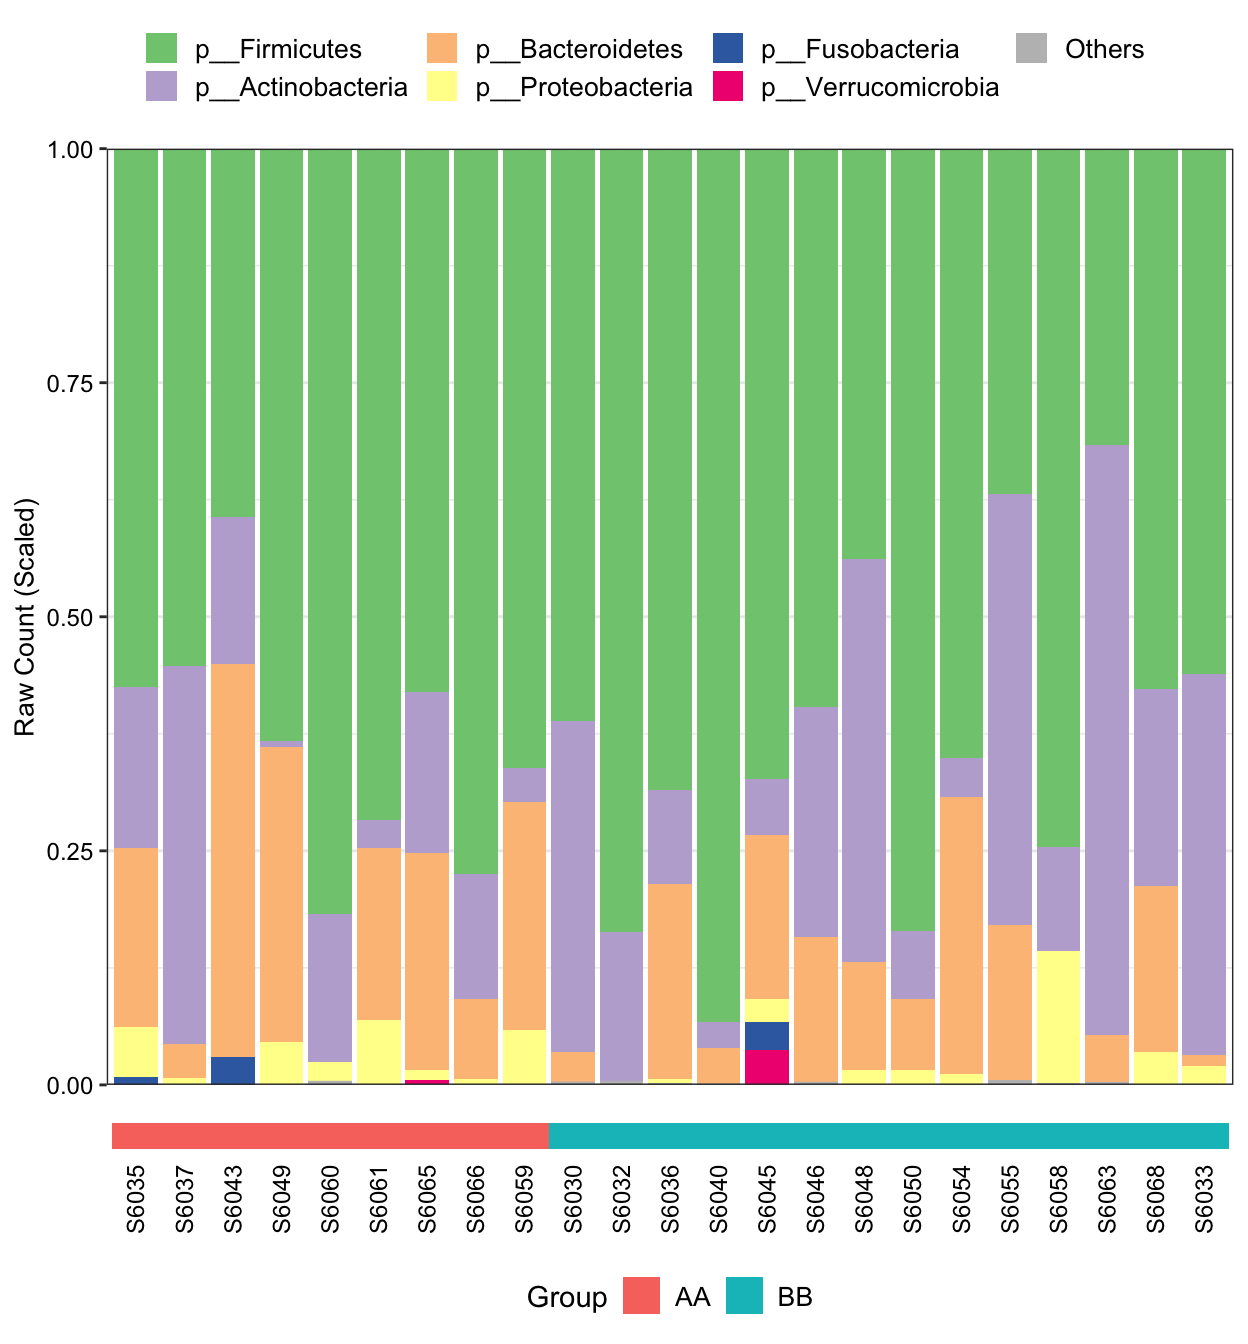 p__Firmicutes p__Bacteroidetes p__Fusobacteria Others
p__Actinobacteria p__Proteobacteria p__Verrucomicrobia
1.00
0.75
0.50
0.25
0.00
Raw Count (Scaled)
S6035 S6037 S6043 S6049 S6060 S6061 S6065 S6066 S6059 S6030 S6032 S6036 S6040 S6045 S6046 S6048 S6050 S6054 S6055 S6058 S6063 S6068 S6033
Group AA BB